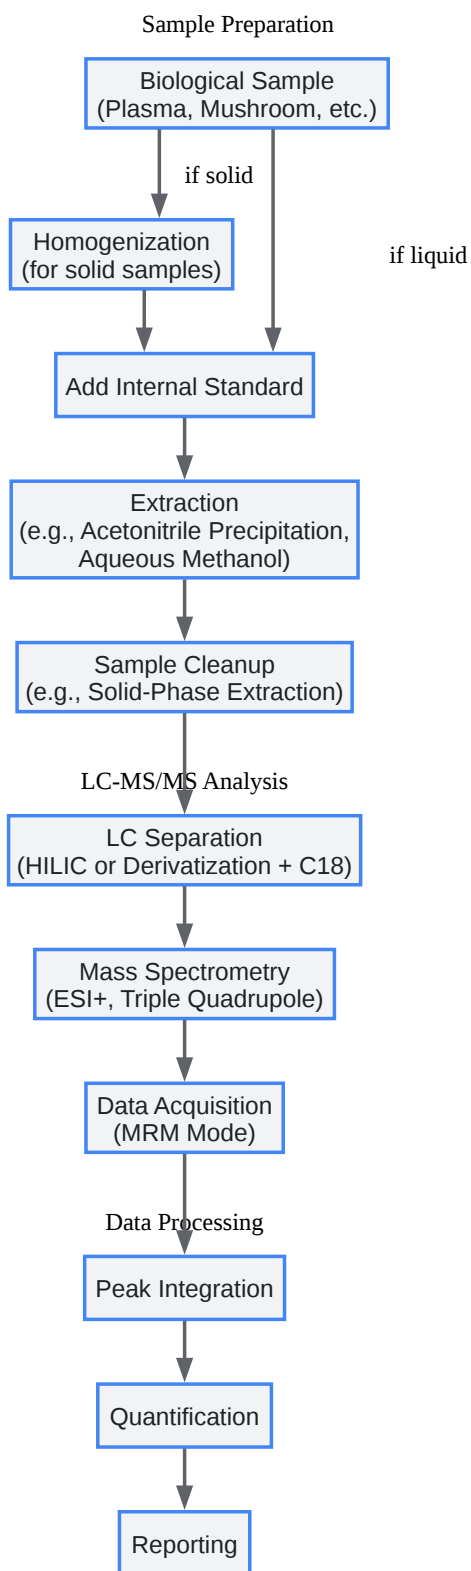 Sample Preparation
Biological Sample
(Plasma, Mushroom, etc.)
if solid
Homogenization
(for solid samples)
if liquid
Add Internal Standard
Extraction
(e.g., Acetonitrile Precipitation,
Aqueous Methanol)
Sample Cleanup
(e.g., Solid-Phase Extraction)
LC-MS/MS Analysis
LC Separation
(HILIC or Derivatization + C18)
Mass Spectrometry
(ESI+, Triple Quadrupole)
Data Acquisition
(MRM Mode)
Data Processing
Peak Integration
Quantification
Reporting